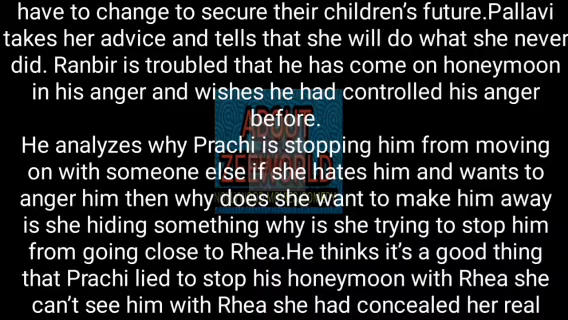 have to change to secure their children's future.Pallavi
takes her advice and tells that she will do what she never
did. Ranbir is troubled that he has come on honeymoon
in his anger and wishes he had controlled his anger
before.
He analyzes why Prachi is stopping him from moving
on with someone else if she hates him and wants to
anger him then why does she want to make him away
is she hiding something why is she trying to stop him
from going close to Rhea.He thinks it's a good thing
that Prachi lied to stop his honeymoon with Rhea she
can't see him with Rhea she had concealed her real
ABOUT
ZEEWORLD